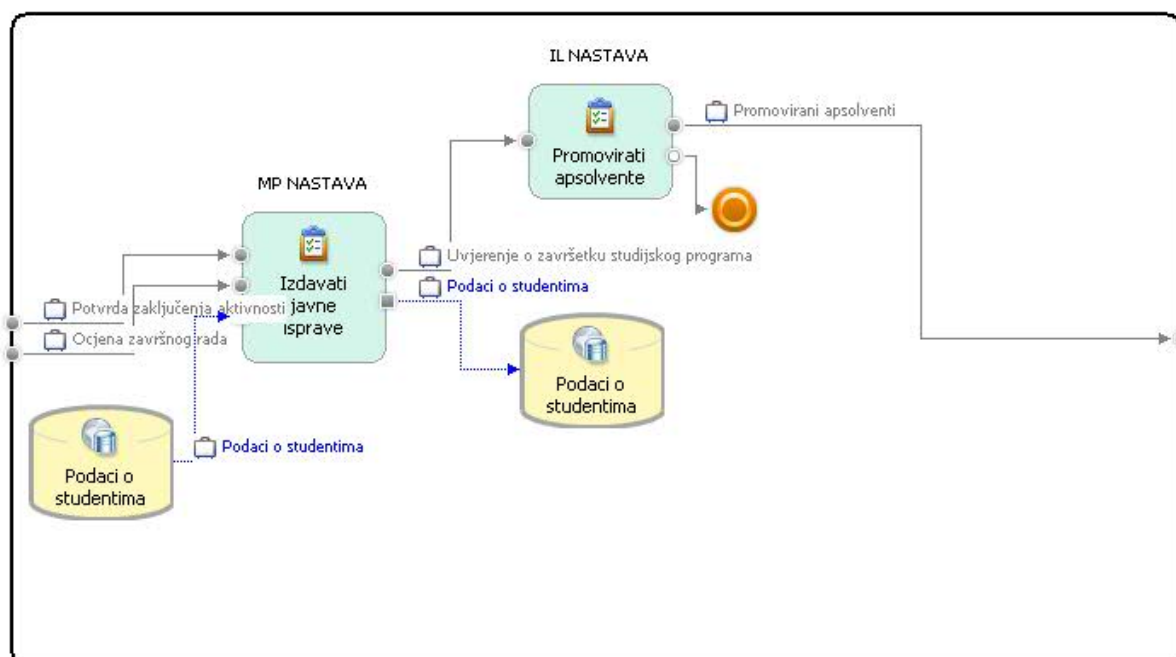 IL NASTAVA
Promovirani apsolventi
Promovirati
apsolvente
MP NASTAVA
Uvjerenje o završetku studijskog programa
Izdavati
javne
isprave
Podaci o studentima
Potvrda zaključenja aktivnosti
Ocjena završnog rada
Podaci o
studentima
Podaci o studentima
Podaci o
studentima